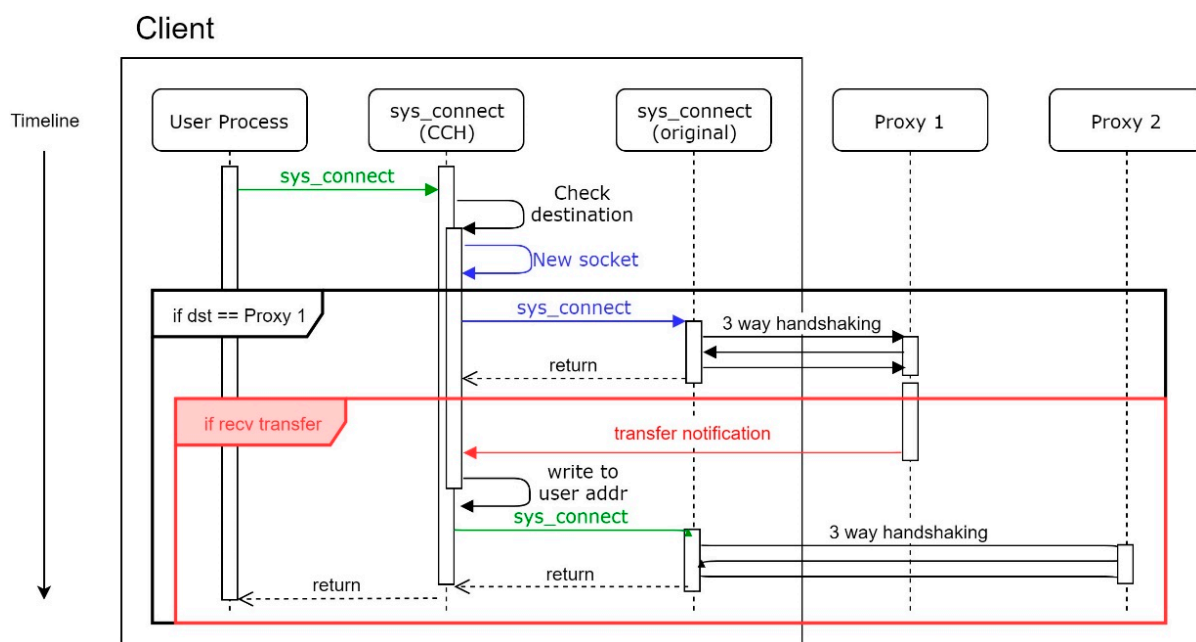 Client
Timeline
User Process
sys_connect
(CCH)
sys_connect
(original)
Proxy 1
Proxy 2
sys_connect
Check
destination
New socket
if dst == Proxy 1
sys_connect
3 way handshaking
return
if recv transfer
transfer notification
write to
user addr
sys_connect
3 way handshaking
return
return